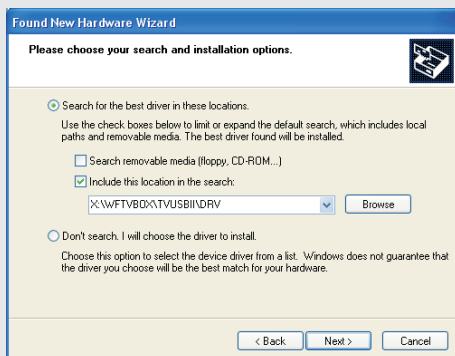 Found New Hardware Wizard
Please choose your search and installation options.
Search for the best driver in these locations.
Use the check boxes below to limit or expand the default search, which includes local
paths and removable media. The best driver found will be installed.
Search removable media (floppy, CD-ROM...)
Include this location in the search:
X:\WFTVBOX\TVUSBII\DRV
Browse
Don't search. I will choose the driver to install.
Choose this option to select the device driver from a list. Windows does not guarantee that
the driver you choose will be the best match for your hardware.
< Back Next > Cancel